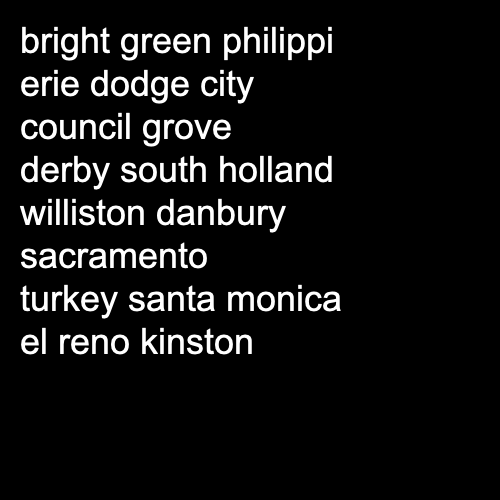 bright green philippi
erie dodge city
council grove
derby south holland
williston danbury
sacramento
turkey santa monica
el reno kinston